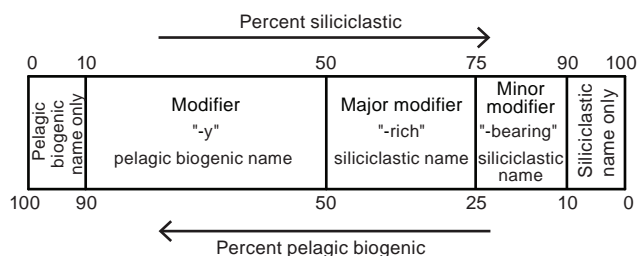 Percent siliciclastic
0 10 50 75 90 100
Pelagic
biogenic
name only
Modifier
"-y"
pelagic biogenic name
Major modifier
"-rich"
siliciclastic name
Minor
modifier
"-bearing"
siliciclastic
name
Siliciclastic
name only
100 90 50 25 10 0
Percent pelagic biogenic